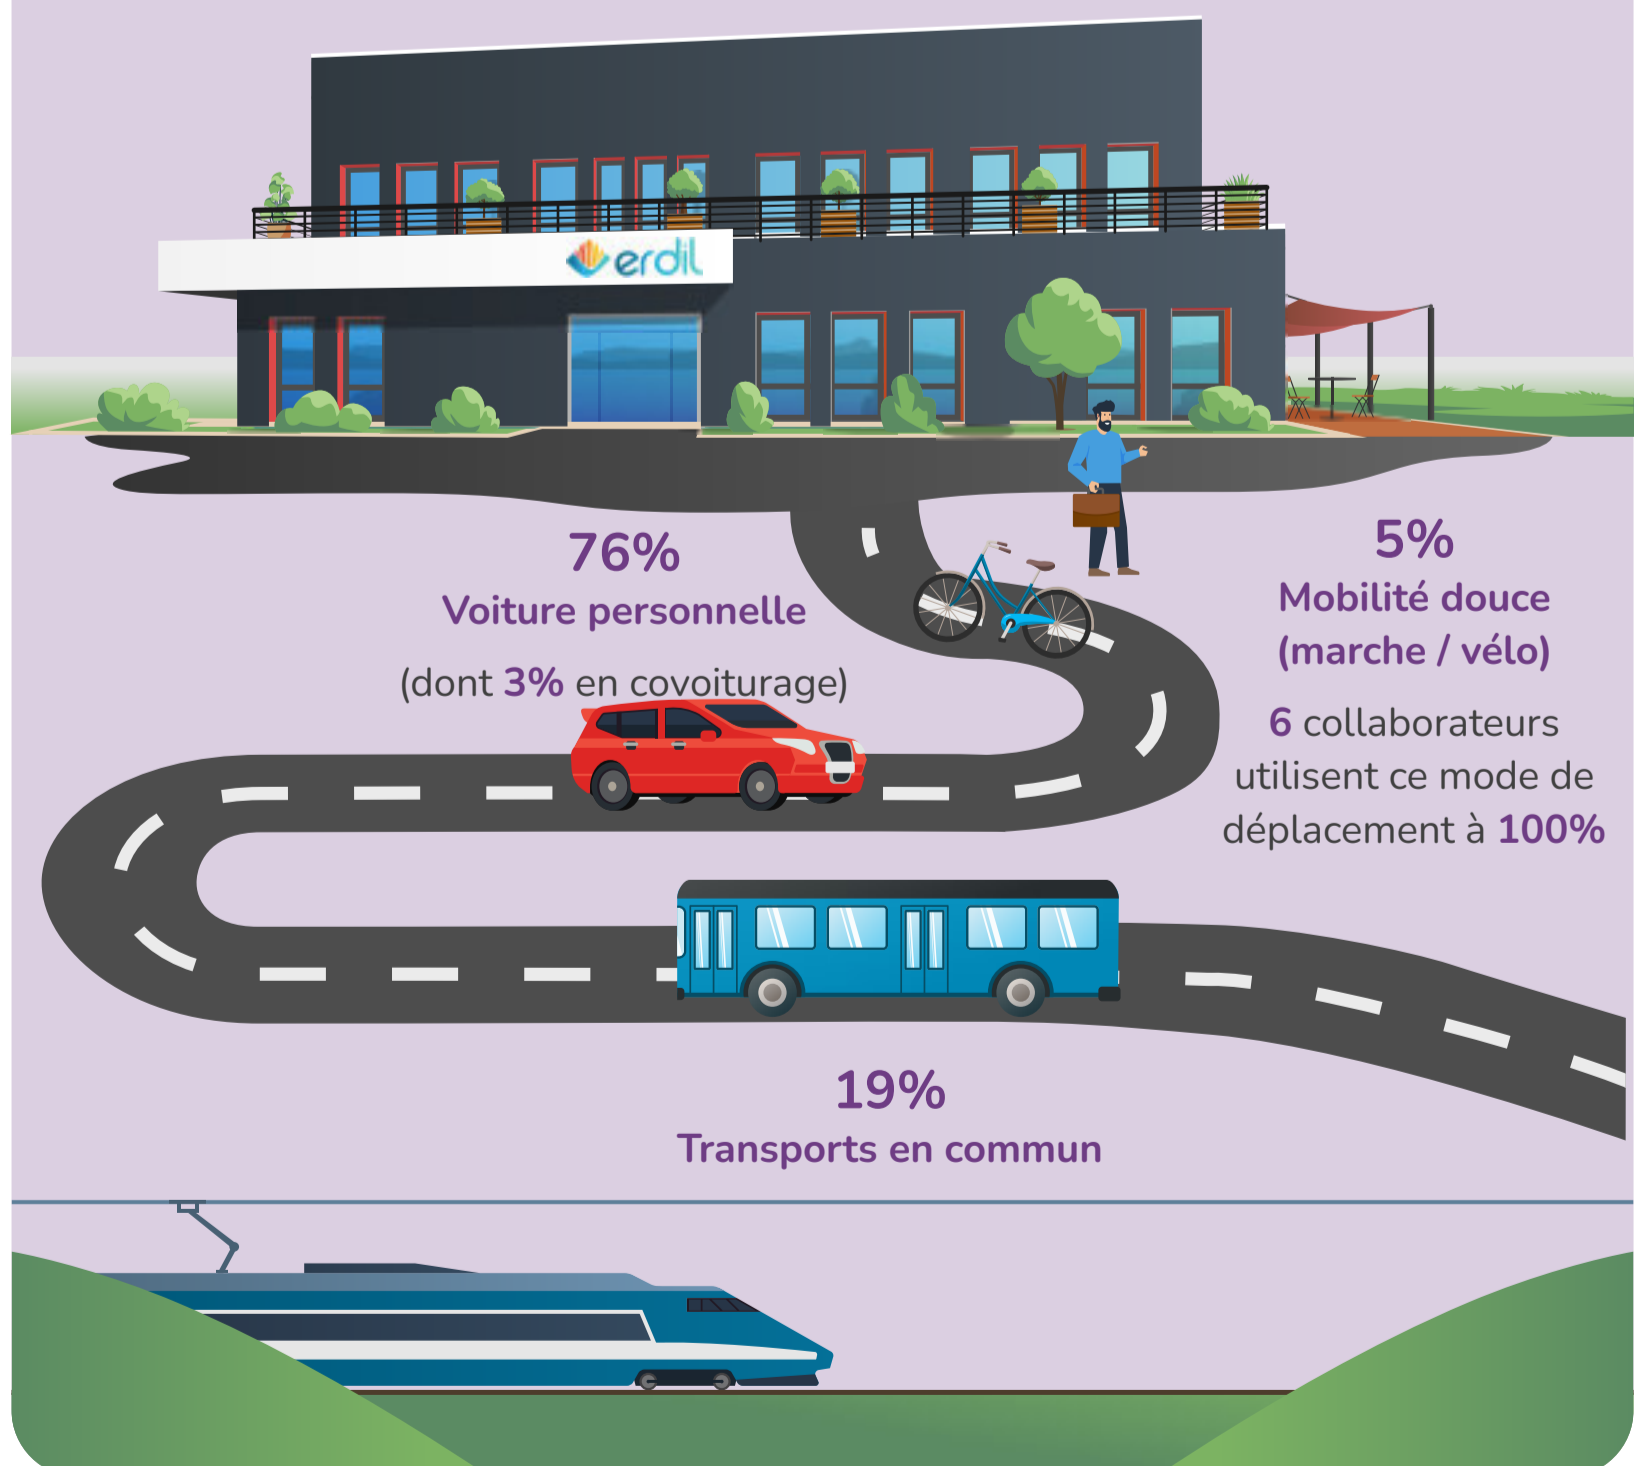 erdil
76%
Voiture personnelle
(dont 3% en covoiturage)
5%
Mobilité douce
(marche / vélo)
6 collaborateurs
utilisent ce mode de
déplacement à 100%
19%
Transports en commun